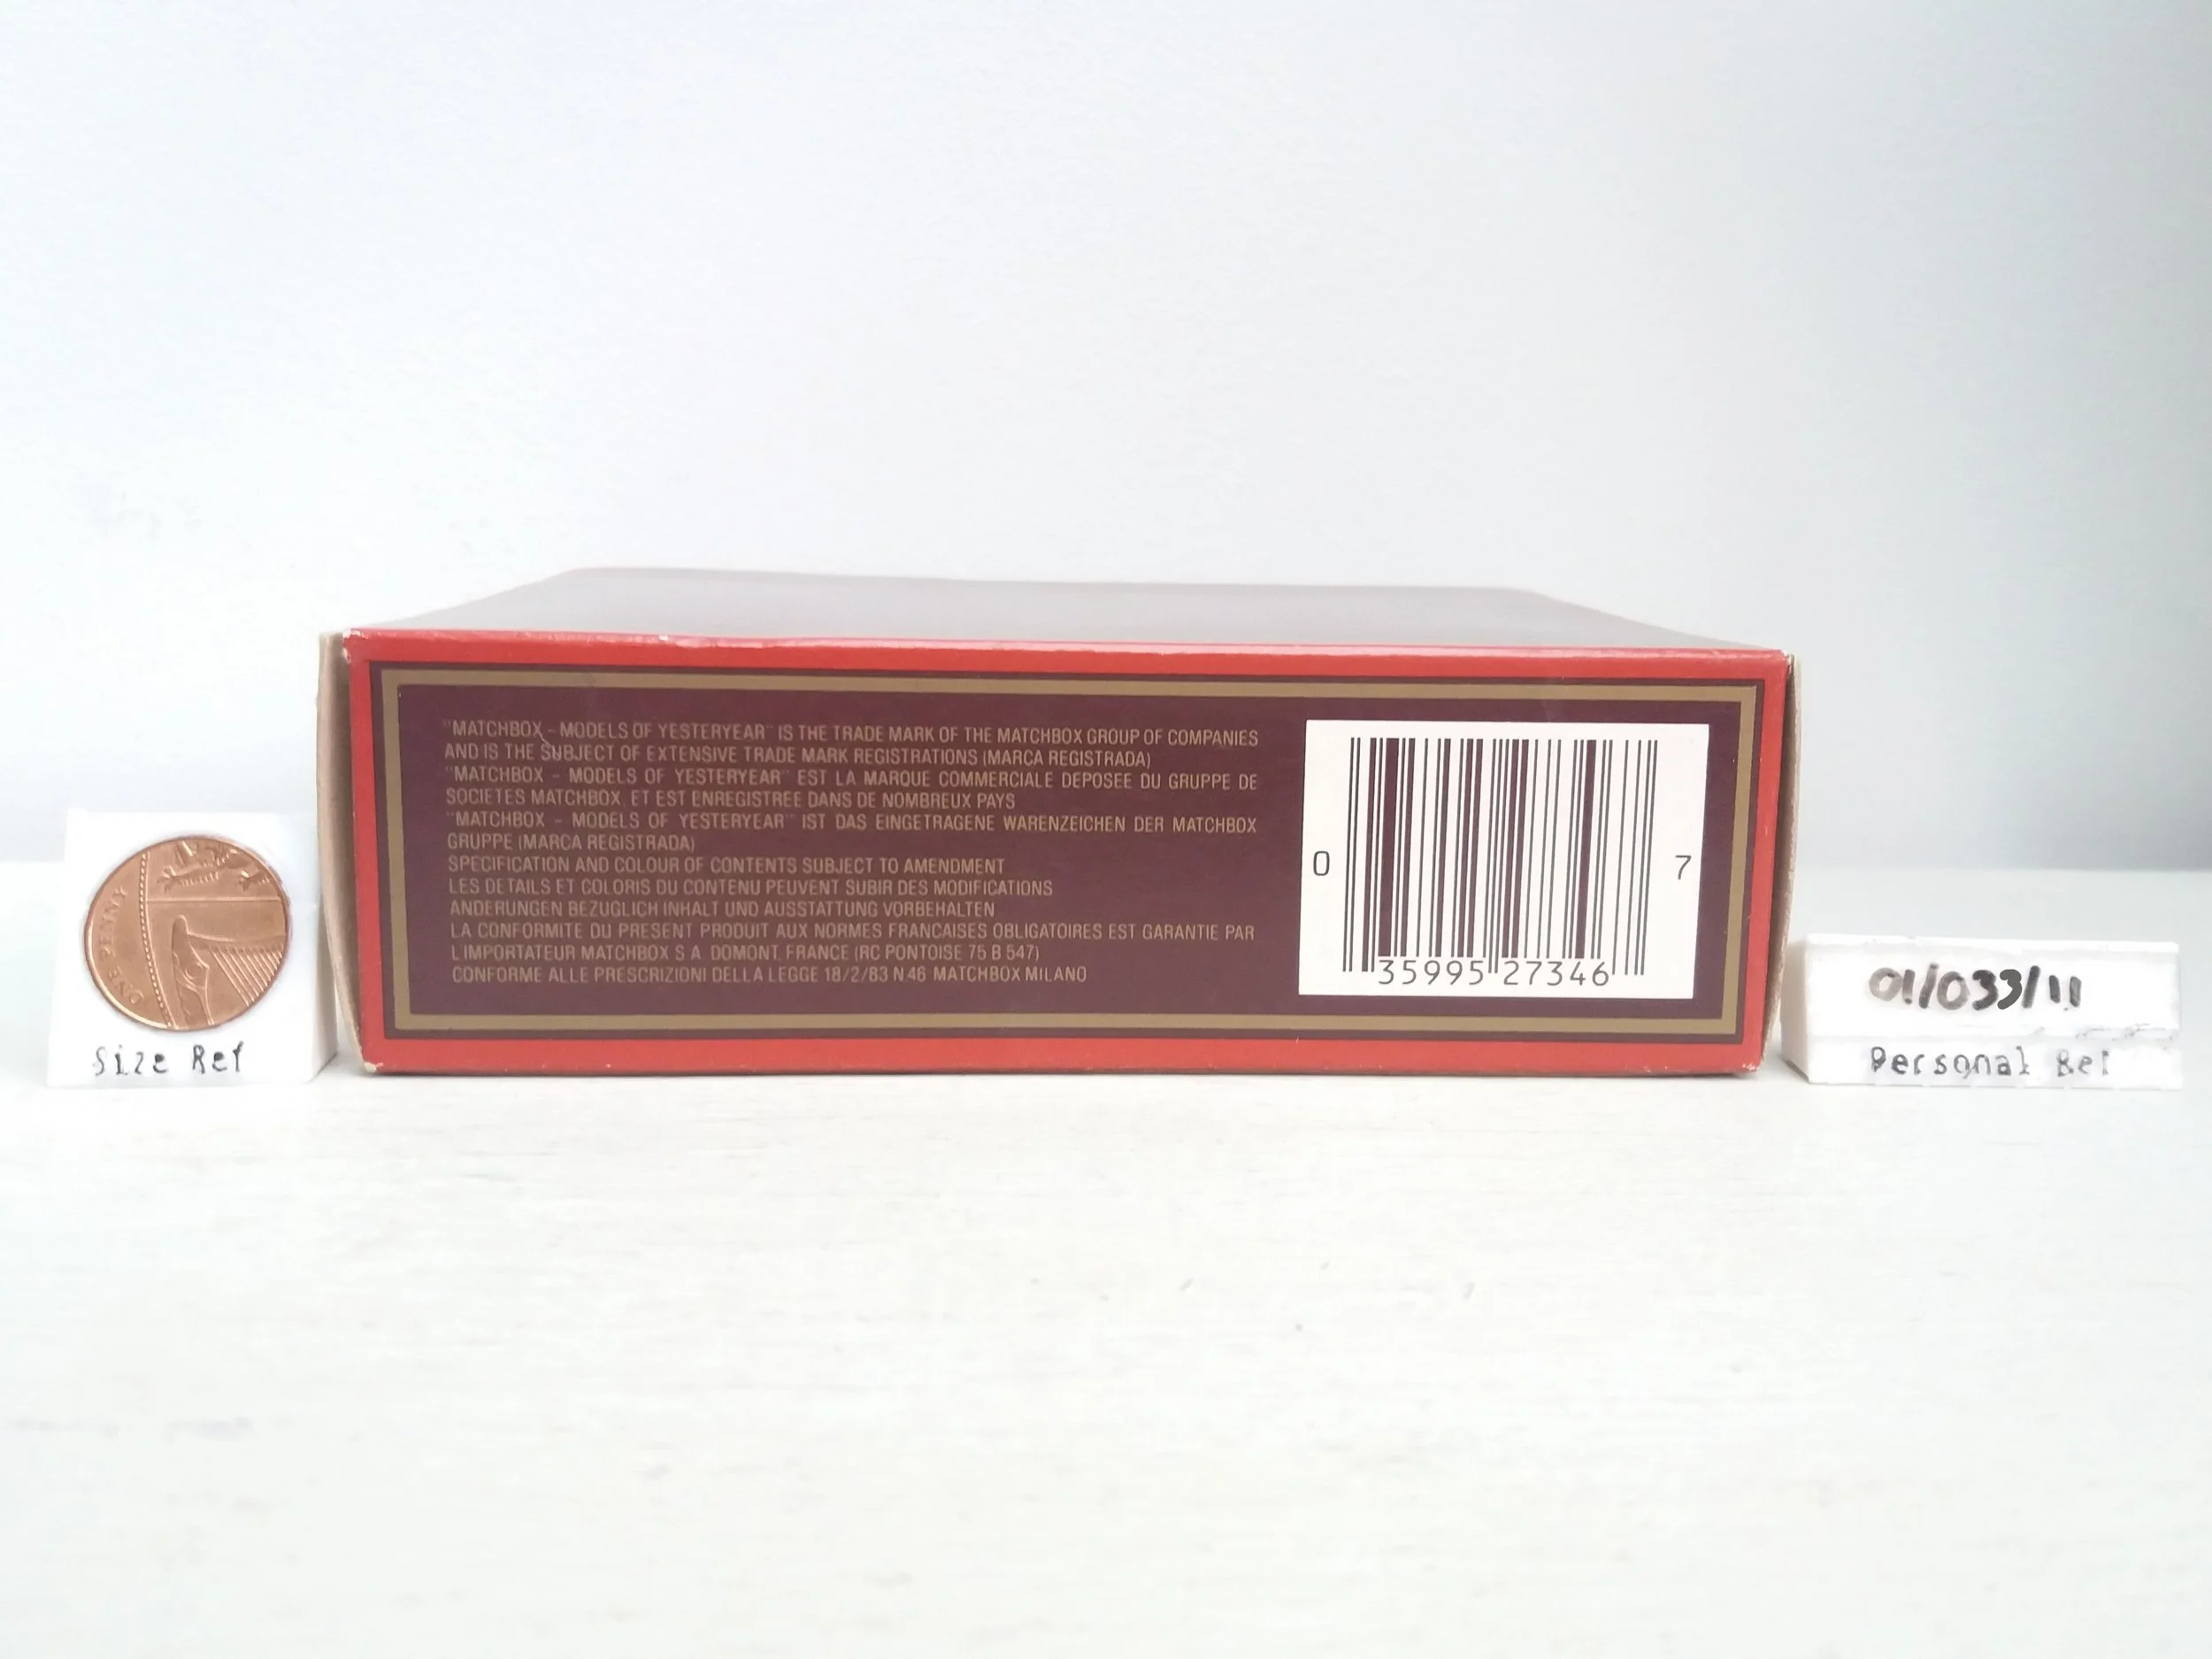 "MATCHBOX – MODELS OF YESTERYEAR" IS THE TRADE MARK OF THE MATCHBOX GROUP OF COMPANIES
AND IS THE SUBJECT OF EXTENSIVE TRADE MARK REGISTRATIONS (MARCA REGISTRADA)
"MATCHBOX – MODELS OF YESTERYEAR" EST LA MARQUE COMMERCIALE DEPOSEE DU GRUPPE DE
SOCIETES MATCHBOX, ET EST ENREGISTREE DANS DE NOMBREUX PAYS
"MATCHBOX – MODELS OF YESTERYEAR" IST DAS EINGETRAGENE WARENZEICHEN DER MATCHBOX
GRUPPE (MARCA REGISTRADA)
SPECIFICATION AND COLOUR OF CONTENTS SUBJECT TO AMENDMENT
LES DETAILS ET COLORIS DU CONTENU PEUVENT SUBIR DES MODIFICATIONS
ANDERUNGEN BEZUGLICH INHALT UND AUSSTATTUNG VORBEHALTEN
LA CONFORMITE DU PRESENT PRODUIT AUX NORMES FRANCAISES OBLIGATOIRES EST GARANTIE PAR
L'IMPORTATEUR MATCHBOX S.A. DOMONT, FRANCE (RC PONTOISE 75 B 547)
CONFORME ALLE PRESCRIZIONI DELLA LEGGE 18/2/83 N.46 MATCHBOX MILANO
0 35995 27346 7
ONE PENNY
Size Ref
01/033/11
Personal Ref